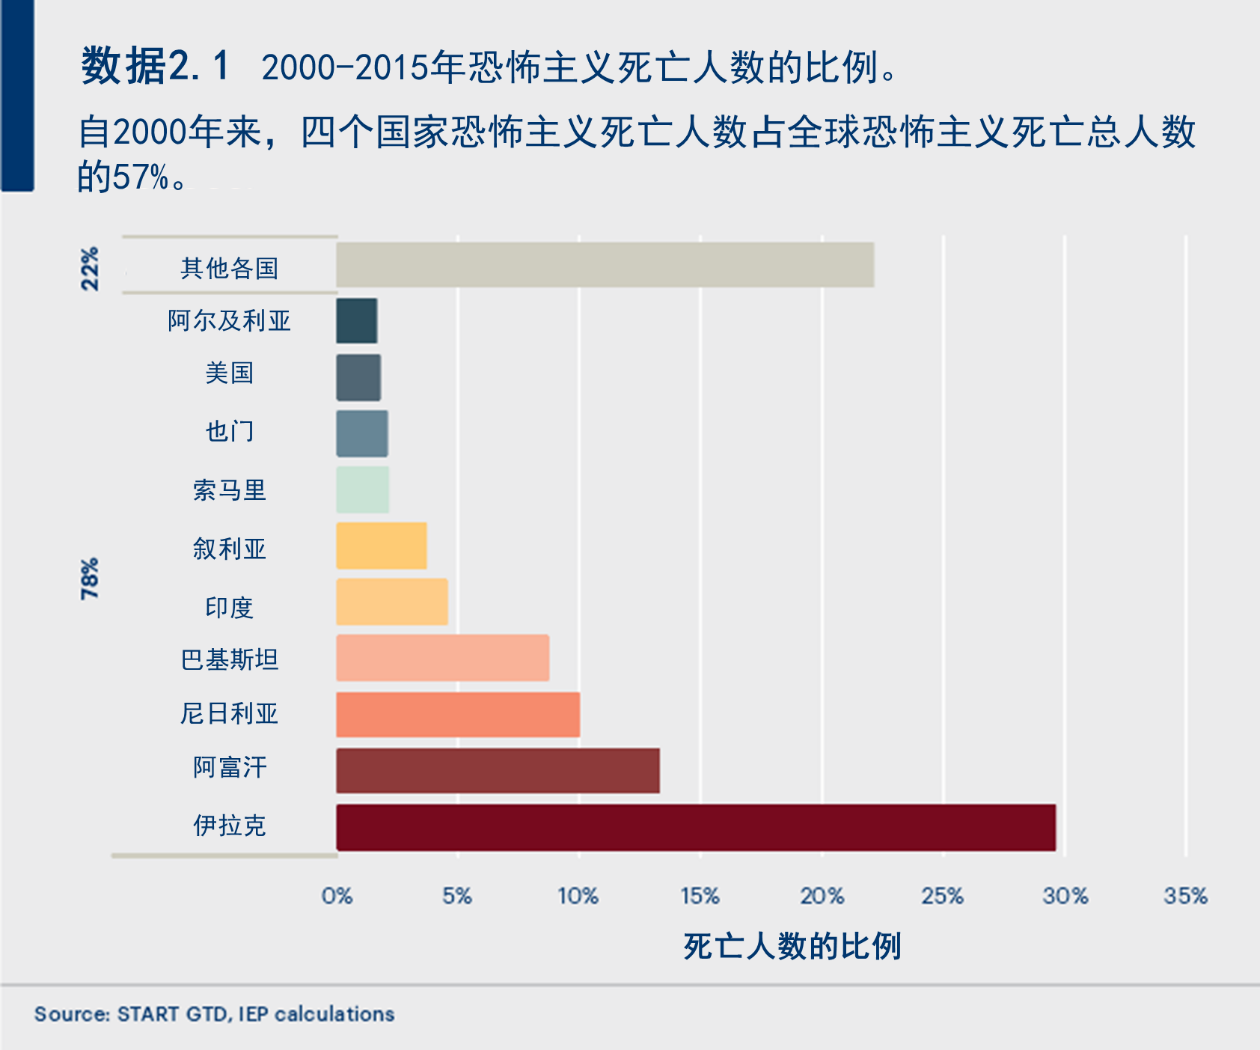 数据2.1 2000-2015年恐怖主义死亡人数的比例。
自2000年来，四个国家恐怖主义死亡人数占全球恐怖主义死亡总人数
的57%。
22%
其他各国
阿尔及利亚
美国
也门
索马里
叙利亚
78%
印度
巴基斯坦
尼日利亚
阿富汗
伊拉克
0% 5% 10% 15% 20% 25% 30% 35%
死亡人数的比例
Source: START GTD, IEP calculations